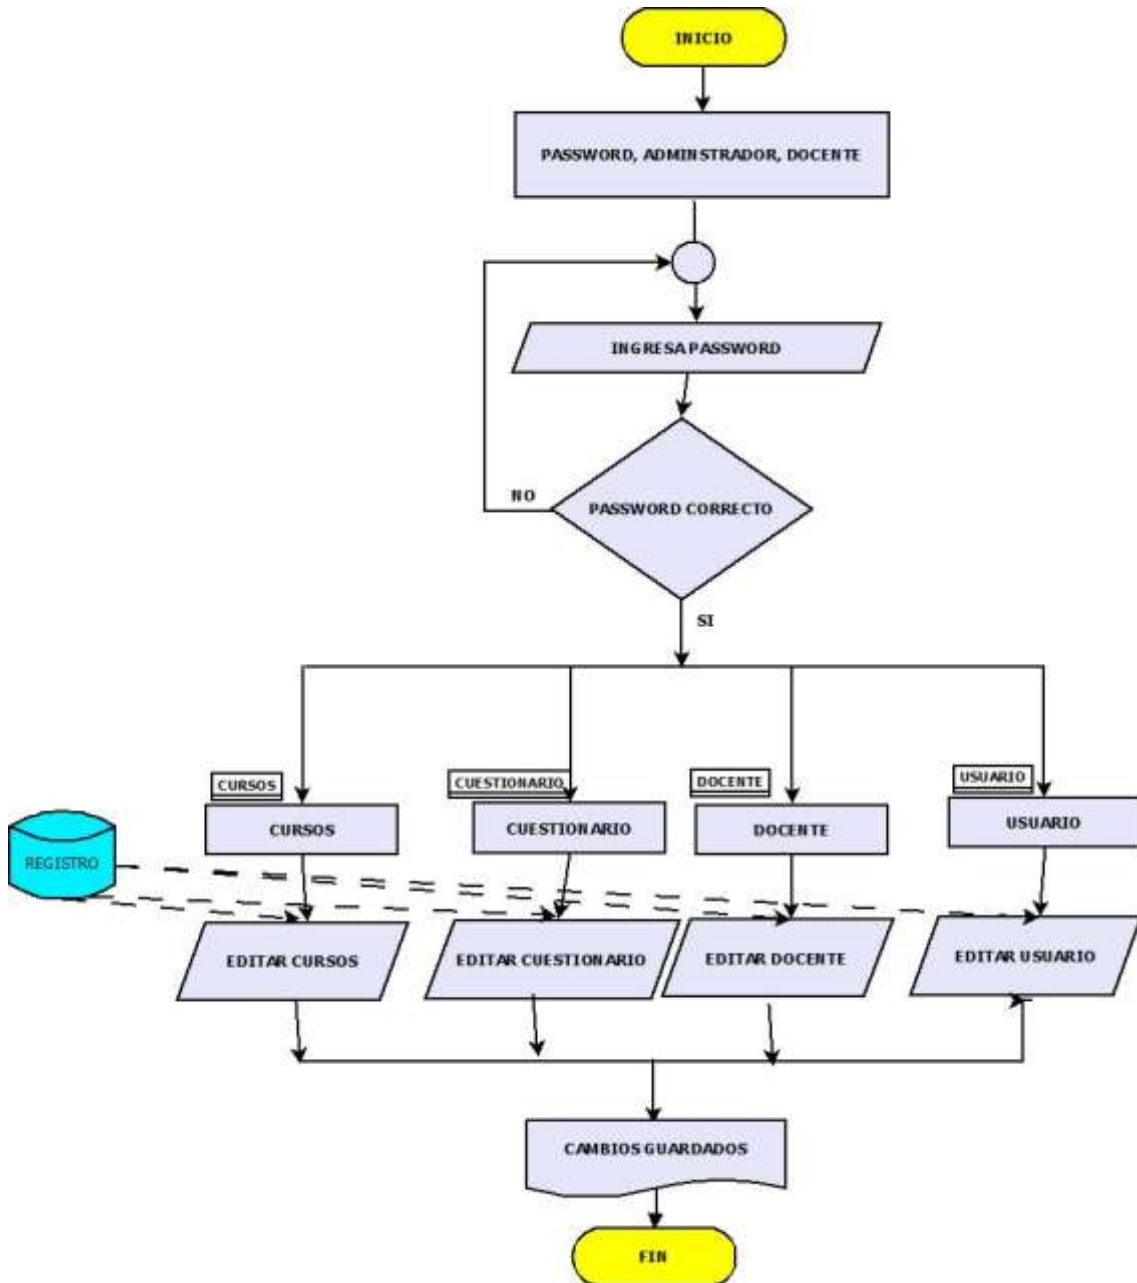 INICIO
PASSWORD, ADMINSTRADOR, DOCENTE
INGRESA PASSWORD
NO
PASSWORD CORRECTO
SI
CURSOS
CUESTIONARIO
DOCENTE
USUARIO
CURSOS
CUESTIONARIO
DOCENTE
USUARIO
REGISTRO
EDITAR CURSOS
EDITAR CUESTIONARIO
EDITAR DOCENTE
EDITAR USUARIO
CAMBIOS GUARDADOS
FIN